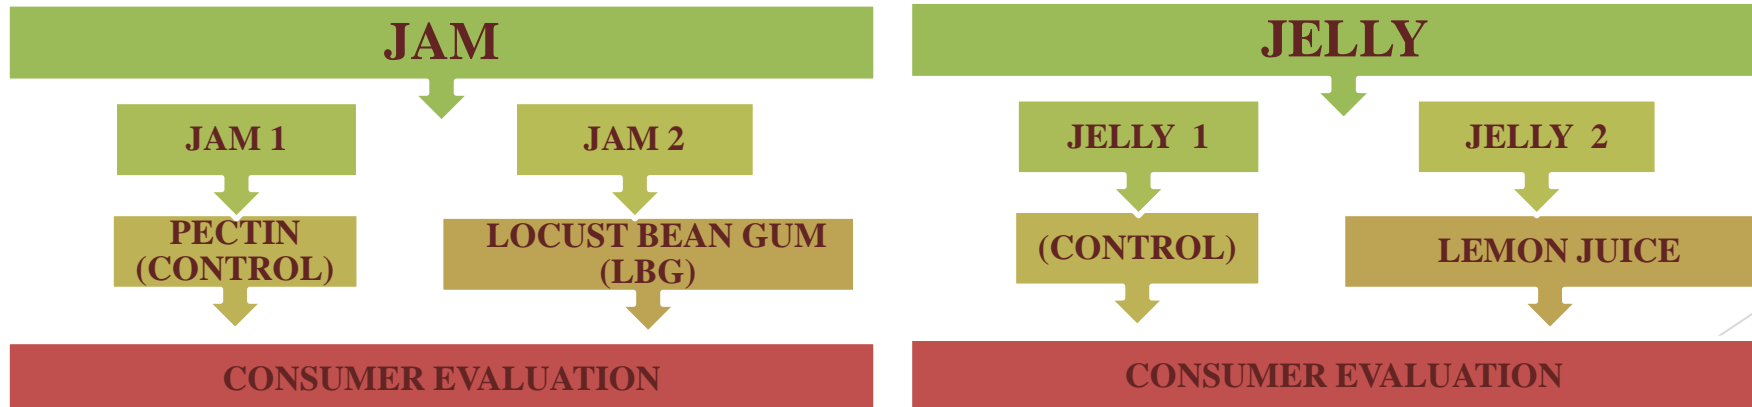 JAM
JAM 1
JAM 2
PECTIN
(CONTROL)
LOCUST BEAN GUM
(LBG)
CONSUMER EVALUATION
JELLY
JELLY 1
JELLY 2
(CONTROL)
LEMON JUICE
CONSUMER EVALUATION